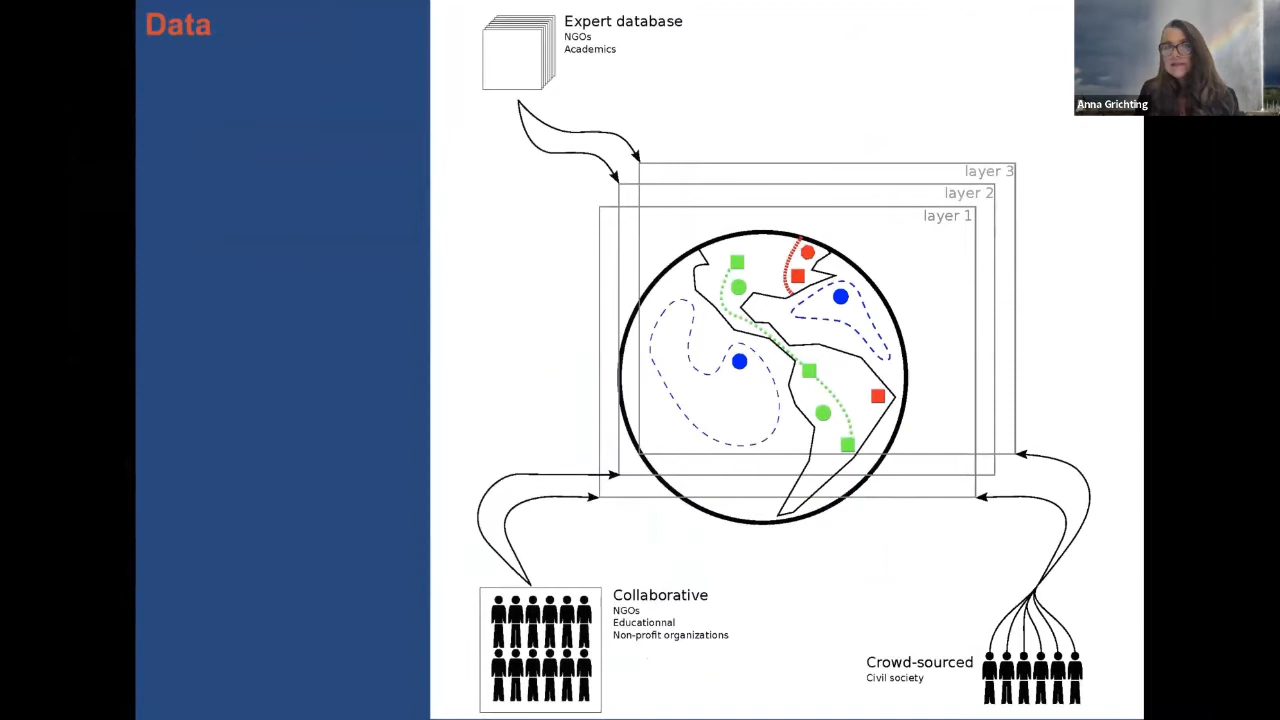 Data
Expert database
NGOs
Academics
Anna Grichting
layer 3
layer 2
layer 1
Collaborative
NGOs
Educationnal
Non-profit organizations
Crowd-sourced
Civil society